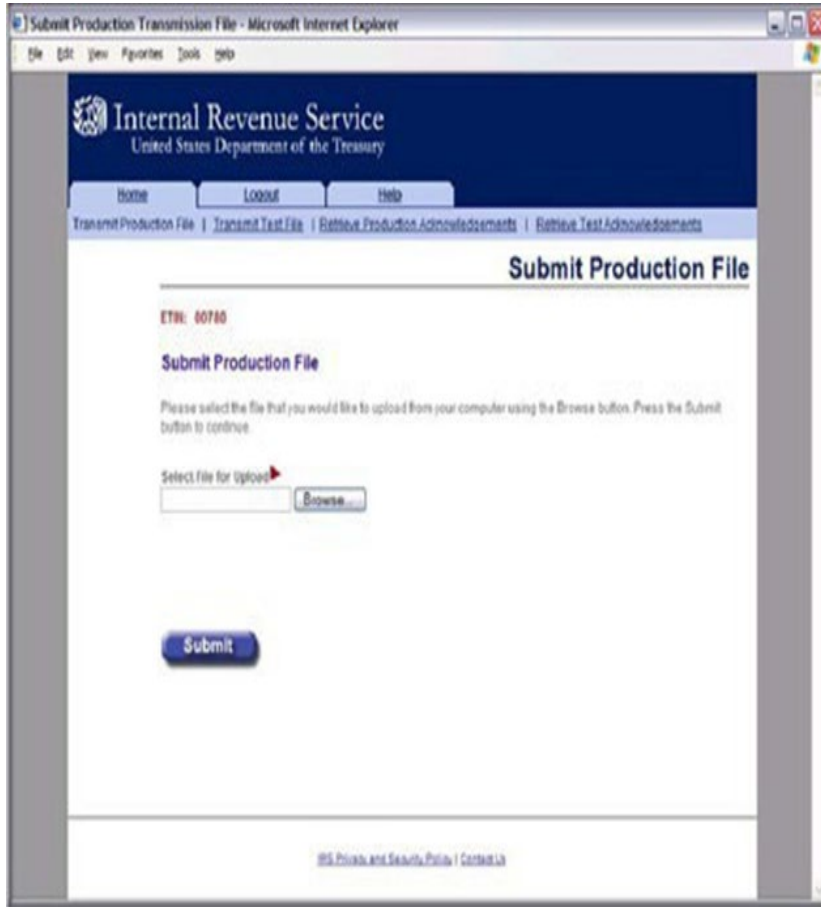 Submit Production Transmission File - Microsoft Internet Explorer
File Edit View Favorites Tools Help
Internal Revenue Service
United States Department of the Treasury
Home Logout Help
Transmit Production File | Transmit Test File | Retrieve Production Acknowledgements | Retrieve Test Acknowledgements
Submit Production File
ETIN: 00780
Submit Production File
Please select the file that you would like to upload from your computer using the Browse button. Press the Submit
button to continue.
Select File for Upload
Browse...
Submit
IRS Privacy and Security Policy | Contact Us